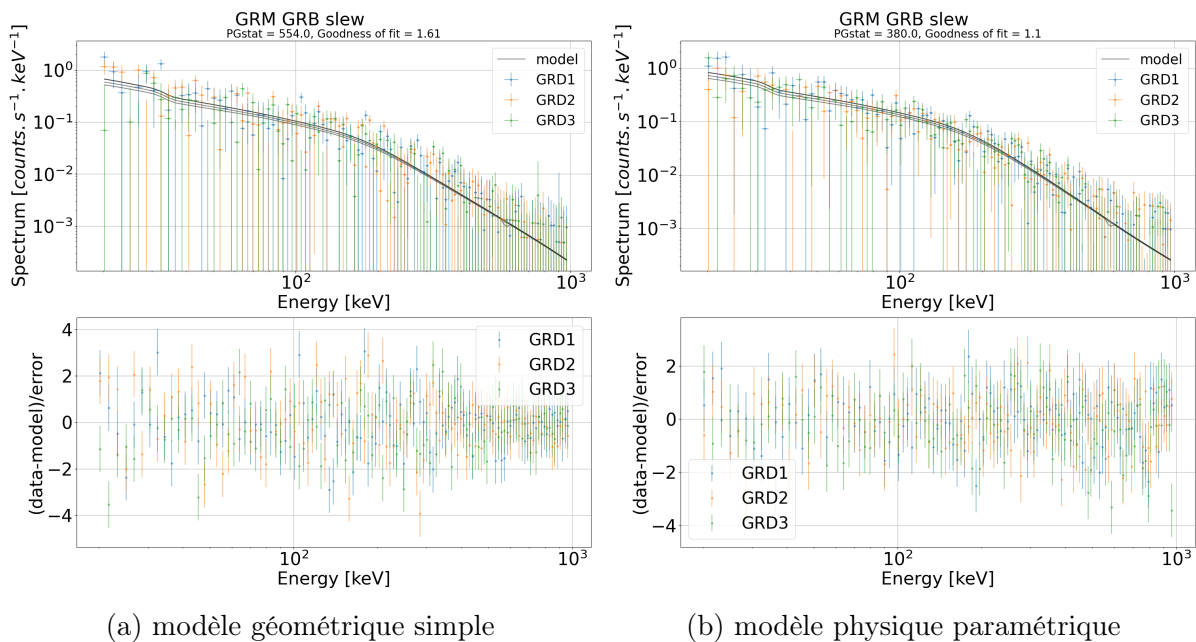 GRM GRB slew
PGstat = 554.0, Goodness of fit = 1.61
Spectrum [counts.s⁻¹.keV⁻¹]
10⁰
10⁻¹
10⁻²
10⁻³
model
GRD1
GRD2
GRD3
10²
10³
Energy [keV]
(data-model)/error
4
2
0
−2
−4
GRD1
GRD2
GRD3
10²
10³
Energy [keV]
(a) modèle géométrique simple
GRM GRB slew
PGstat = 380.0, Goodness of fit = 1.1
Spectrum [counts.s⁻¹.keV⁻¹]
10⁰
10⁻¹
10⁻²
10⁻³
model
GRD1
GRD2
GRD3
10²
10³
Energy [keV]
(data-model)/error
2
0
−2
−4
GRD1
GRD2
GRD3
10²
10³
Energy [keV]
(b) modèle physique paramétrique